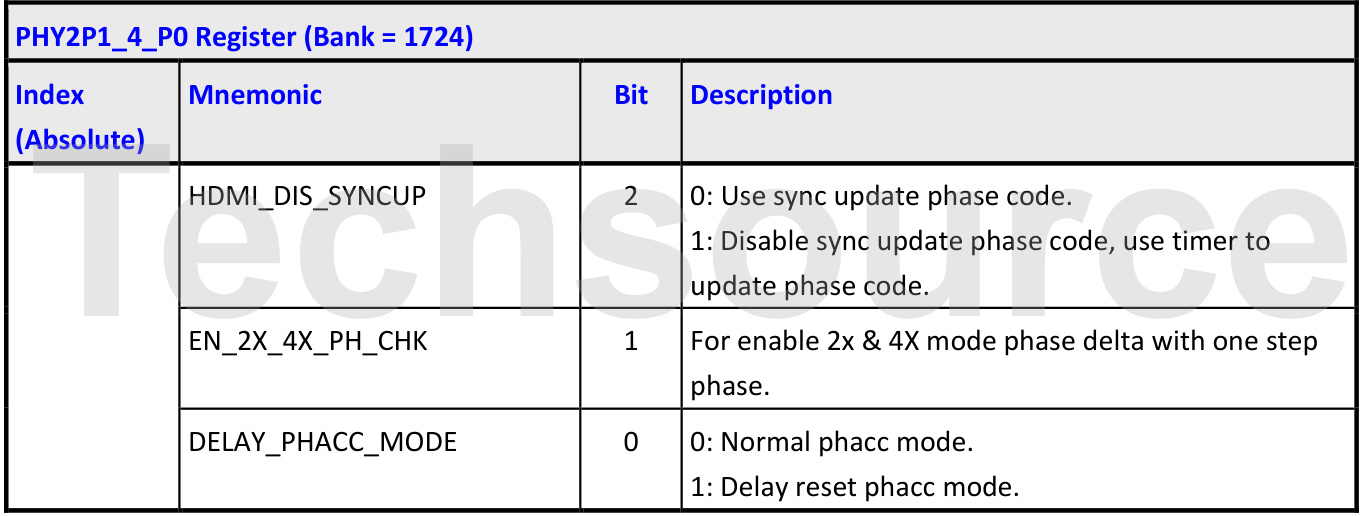 PHY2P1_4_P0 Register (Bank = 1724)
Index
(Absolute)
Mnemonic
Bit
Description
HDMI_DIS_SYNCUP
2
0: Use sync update phase code.
1: Disable sync update phase code, use timer to
update phase code.
EN_2X_4X_PH_CHK
1
For enable 2x & 4X mode phase delta with one step
phase.
DELAY_PHACC_MODE
0
0: Normal phacc mode.
1: Delay reset phacc mode.
Techsource